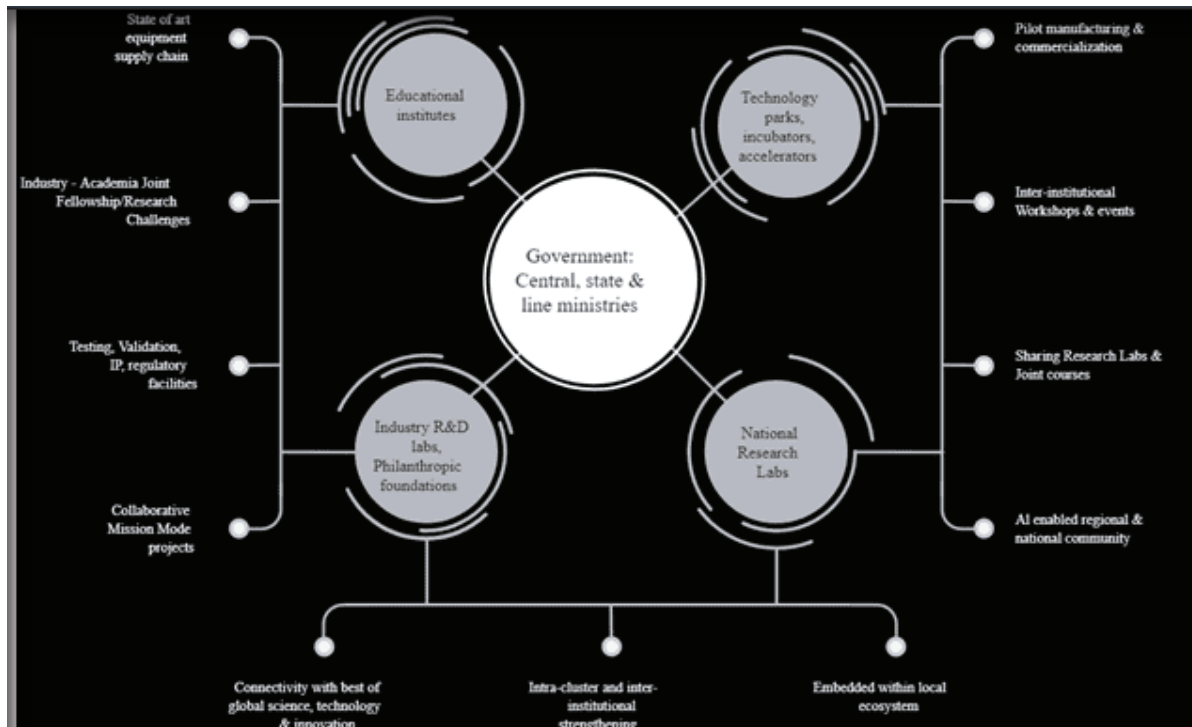 State of art
equipment
supply chain
Educational
institutes
Technology
parks,
incubators,
accelerators
Pilot manufacturing &
commercialization
Industry - Academia Joint
Fellowship/Research
Challenges
Inter-institutional
Workshops & events
Government:
Central, state &
line ministries
Testing, Validation,
IP, regulatory
facilities
Sharing Research Labs &
Joint courses
Industry R&D
labs,
Philanthropic
foundations
National
Research
Labs
Collaborative
Mission Mode
projects
AI enabled regional &
national community
Connectivity with best of
global science, technology
& innovation
Intra-cluster and inter-
institutional
strengthening
Embedded within local
ecosystem